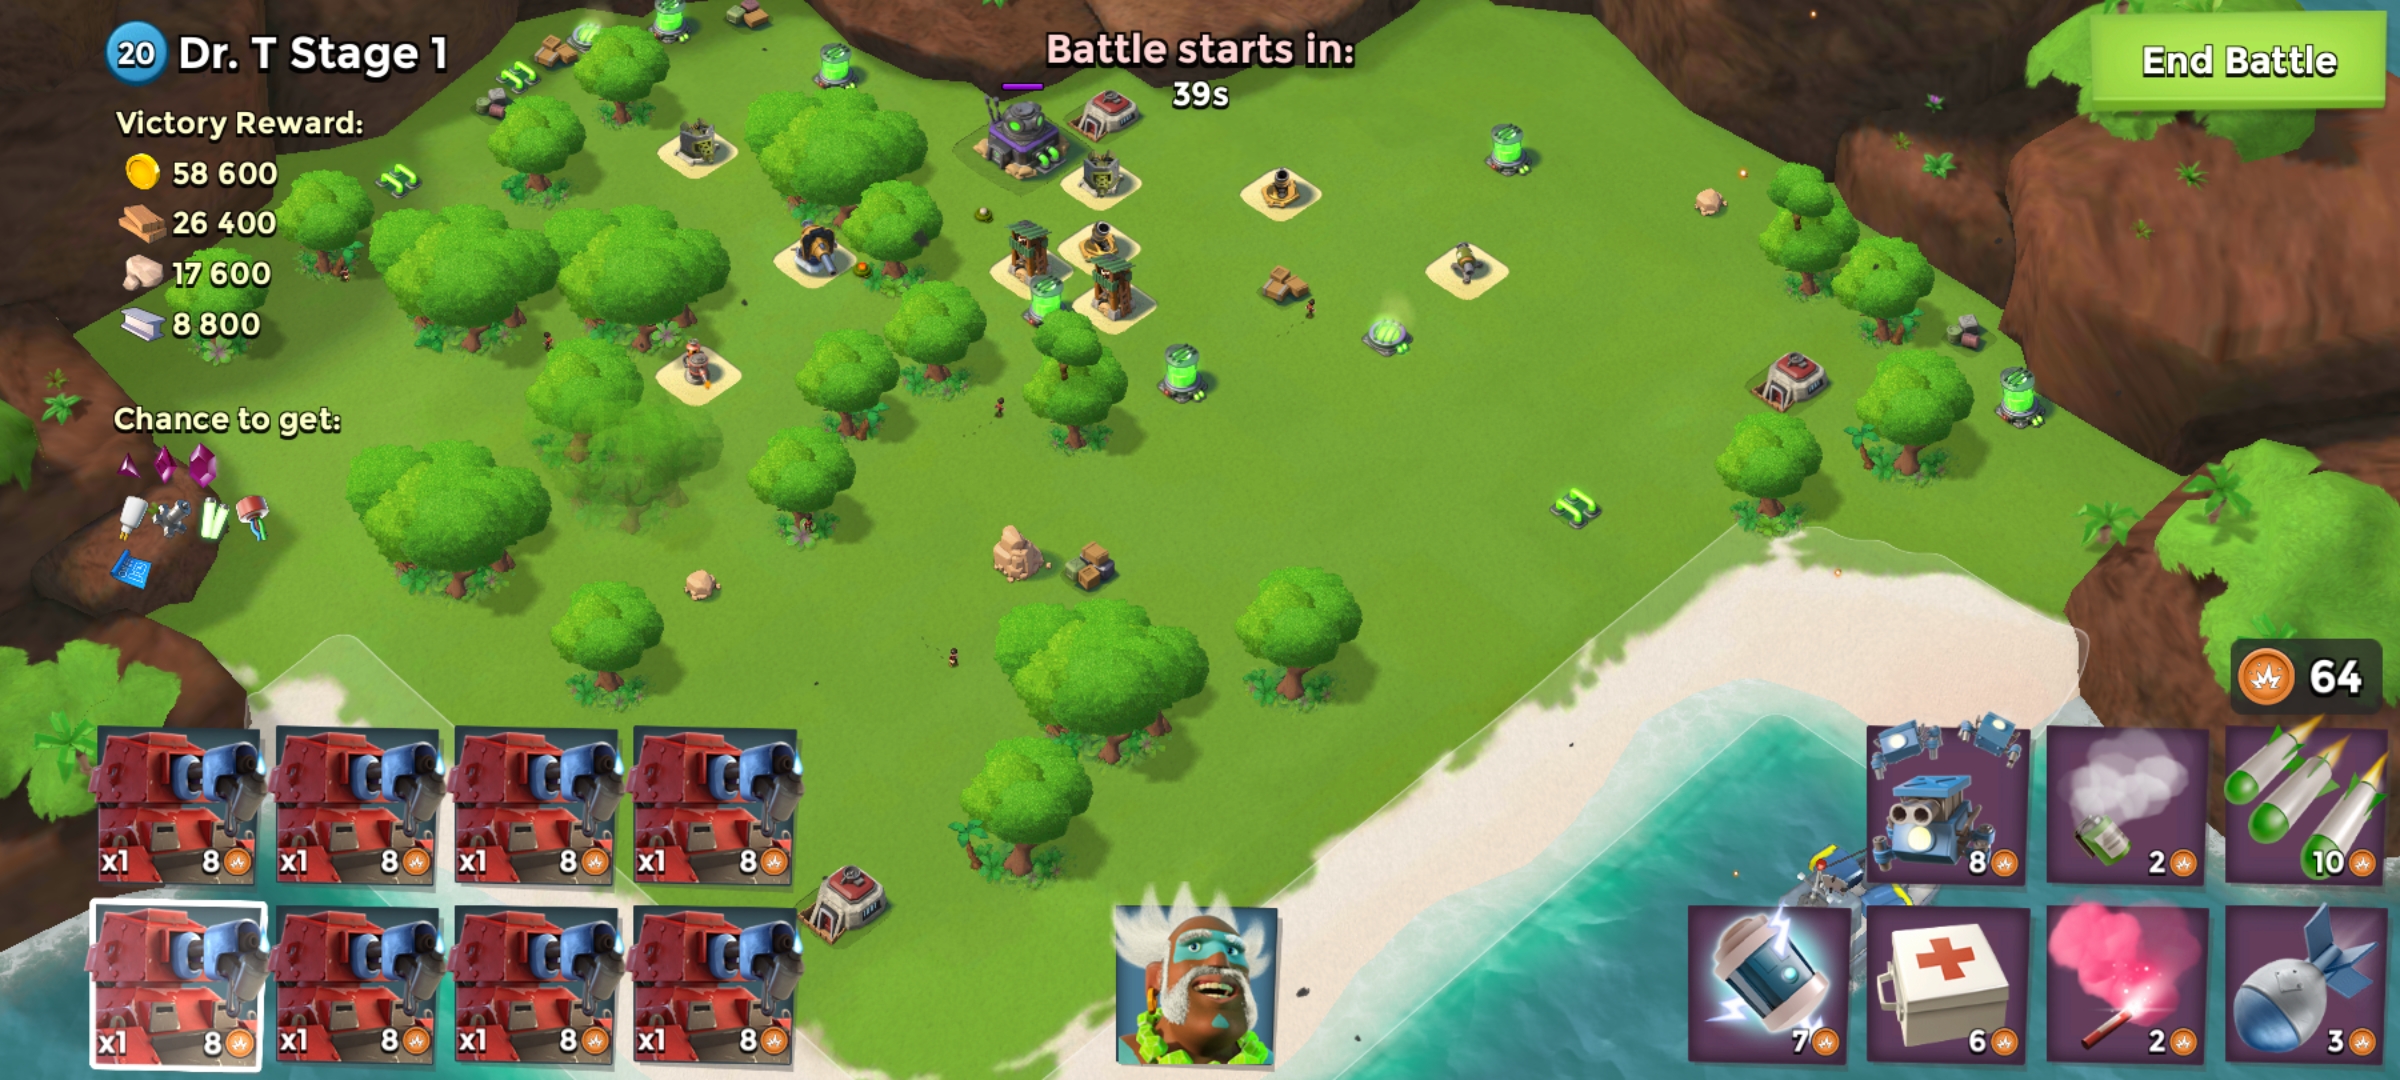 20 Dr. T Stage 1
Battle starts in:
39s
End Battle
Victory Reward:
58 600
26 400
17 600
8 800
Chance to get:
64
x1 8
x1 8
x1 8
x1 8
8
2
10
x1 8
x1 8
x1 8
x1 8
7
6
2
3